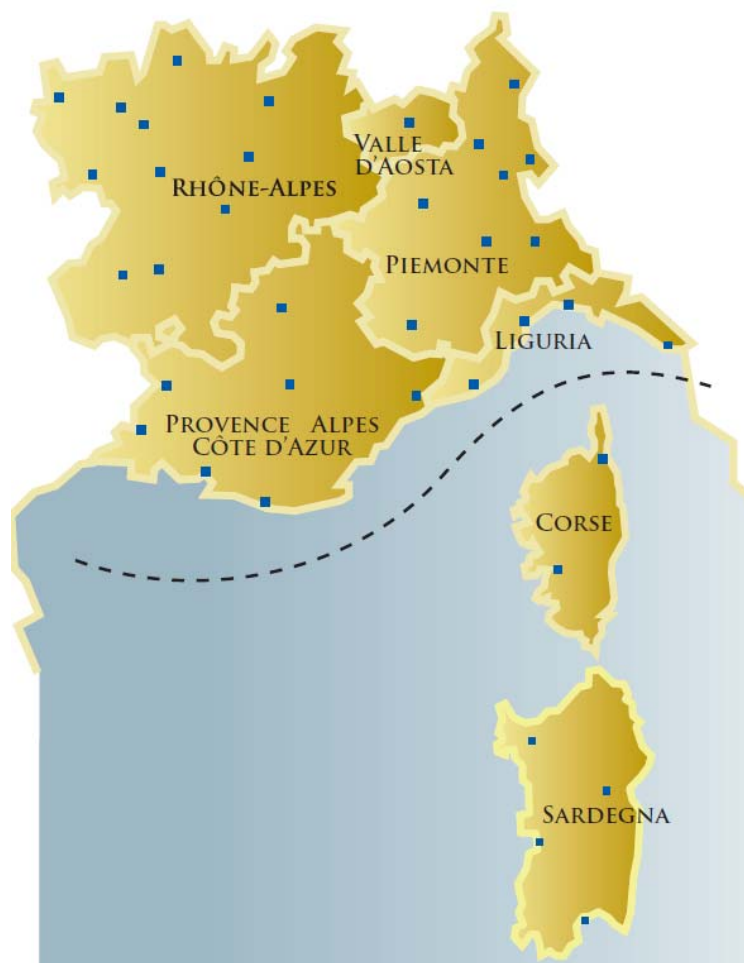 VALLE
D'AOSTA
RHÔNE-ALPES
PIEMONTE
LIGURIA
PROVENCE ALPES
CÔTE D'AZUR
CORSE
SARDEGNA